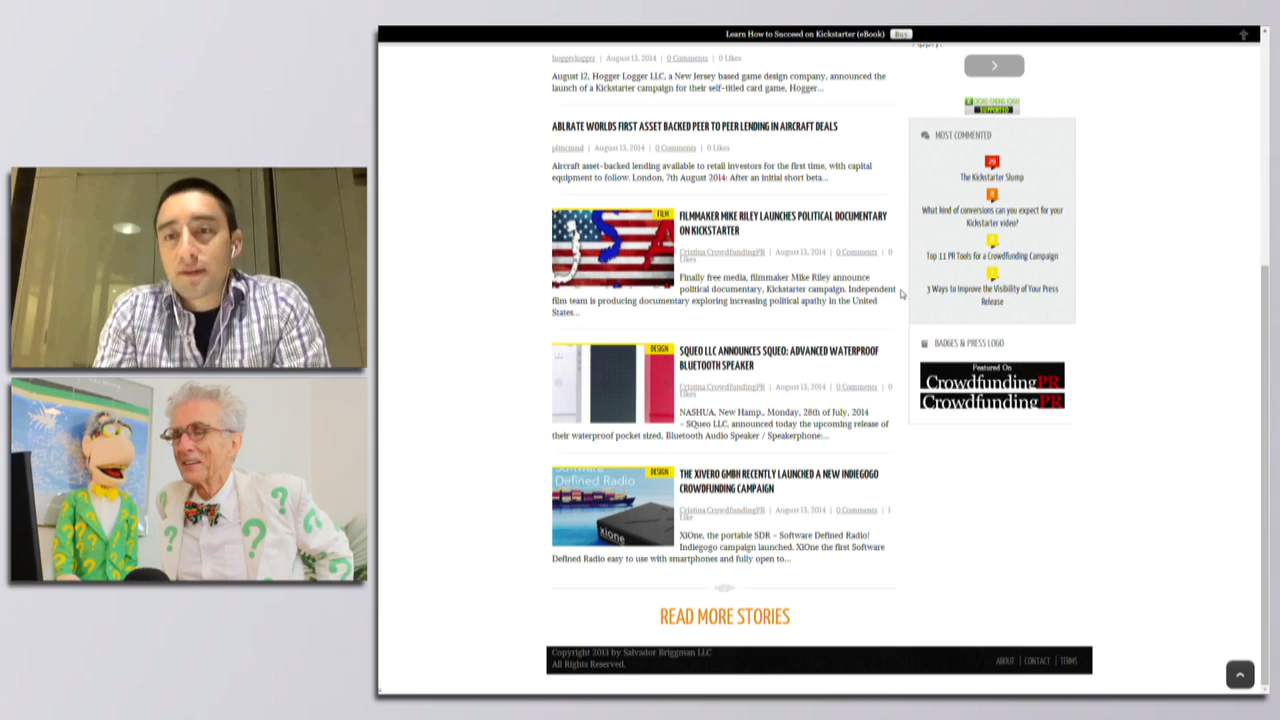 Learn How to Succeed on Kickstarter (eBook) Buy
hoggerlogger | August 13, 2014 | 0 Comments | 0 Likes
August 12, Hogger Logger LLC, a New Jersey based game design company, announced the
launch of a Kickstarter campaign for their self-titled card game, Hogger...
ABLRATE WORLDS FIRST ASSET BACKED PEER TO PEER LENDING IN AIRCRAFT DEALS
| August 13, 2014 | 0 Comments | 0 Likes
Aircraft asset-backed lending available to retail investors for the first time, with capital
equipment to follow. London, 7th August 2014: After an initial short beta...
FILM
FILMMAKER MIKE RILEY LAUNCHES POLITICAL DOCUMENTARY
ON KICKSTARTER
Cristina CrowdfundingPR | August 13, 2014 | 0 Comments | 0
Likes
Finally free media, filmmaker Mike Riley announce
political documentary, Kickstarter campaign. Independent
film team is producing documentary exploring increasing political apathy in the United
States...
DESIGN
SQUEO LLC ANNOUNCES SQUEO: ADVANCED WATERPROOF
BLUETOOTH SPEAKER
Cristina CrowdfundingPR | August 13, 2014 | 0 Comments | 0
Likes
NASHUA, New Hamp., Monday, 28th of July, 2014
– SQueo LLC, announced today the upcoming release of
their waterproof pocket sized, Bluetooth Audio Speaker / Speakerphone:...
Software
Defined Radio
xione
DESIGN
THE XIVERO GMBH RECENTLY LAUNCHED A NEW INDIEGOGO
CROWDFUNDING CAMPAIGN
Cristina CrowdfundingPR | August 13, 2014 | 0 Comments | 1
Like
XiOne, the portable SDR – Software Defined Radio!
Indiegogo campaign launched. XiOne the first Software
Defined Radio easy to use with smartphones and fully open to...
READ MORE STORIES
Copyright 2013 by Salvador Briggman LLC
All Rights Reserved.
ABOUT | CONTACT | TERMS
SUPPORTED
MOST COMMENTED
29
The Kickstarter Slump
What kind of conversions can you expect for your
Kickstarter video?
Top 11 PR Tools for a Crowdfunding Campaign
3 Ways to Improve the Visibility of Your Press
Release
BADGES & PRESS LOGO
Featured On
CrowdfundingPR
CrowdfundingPR